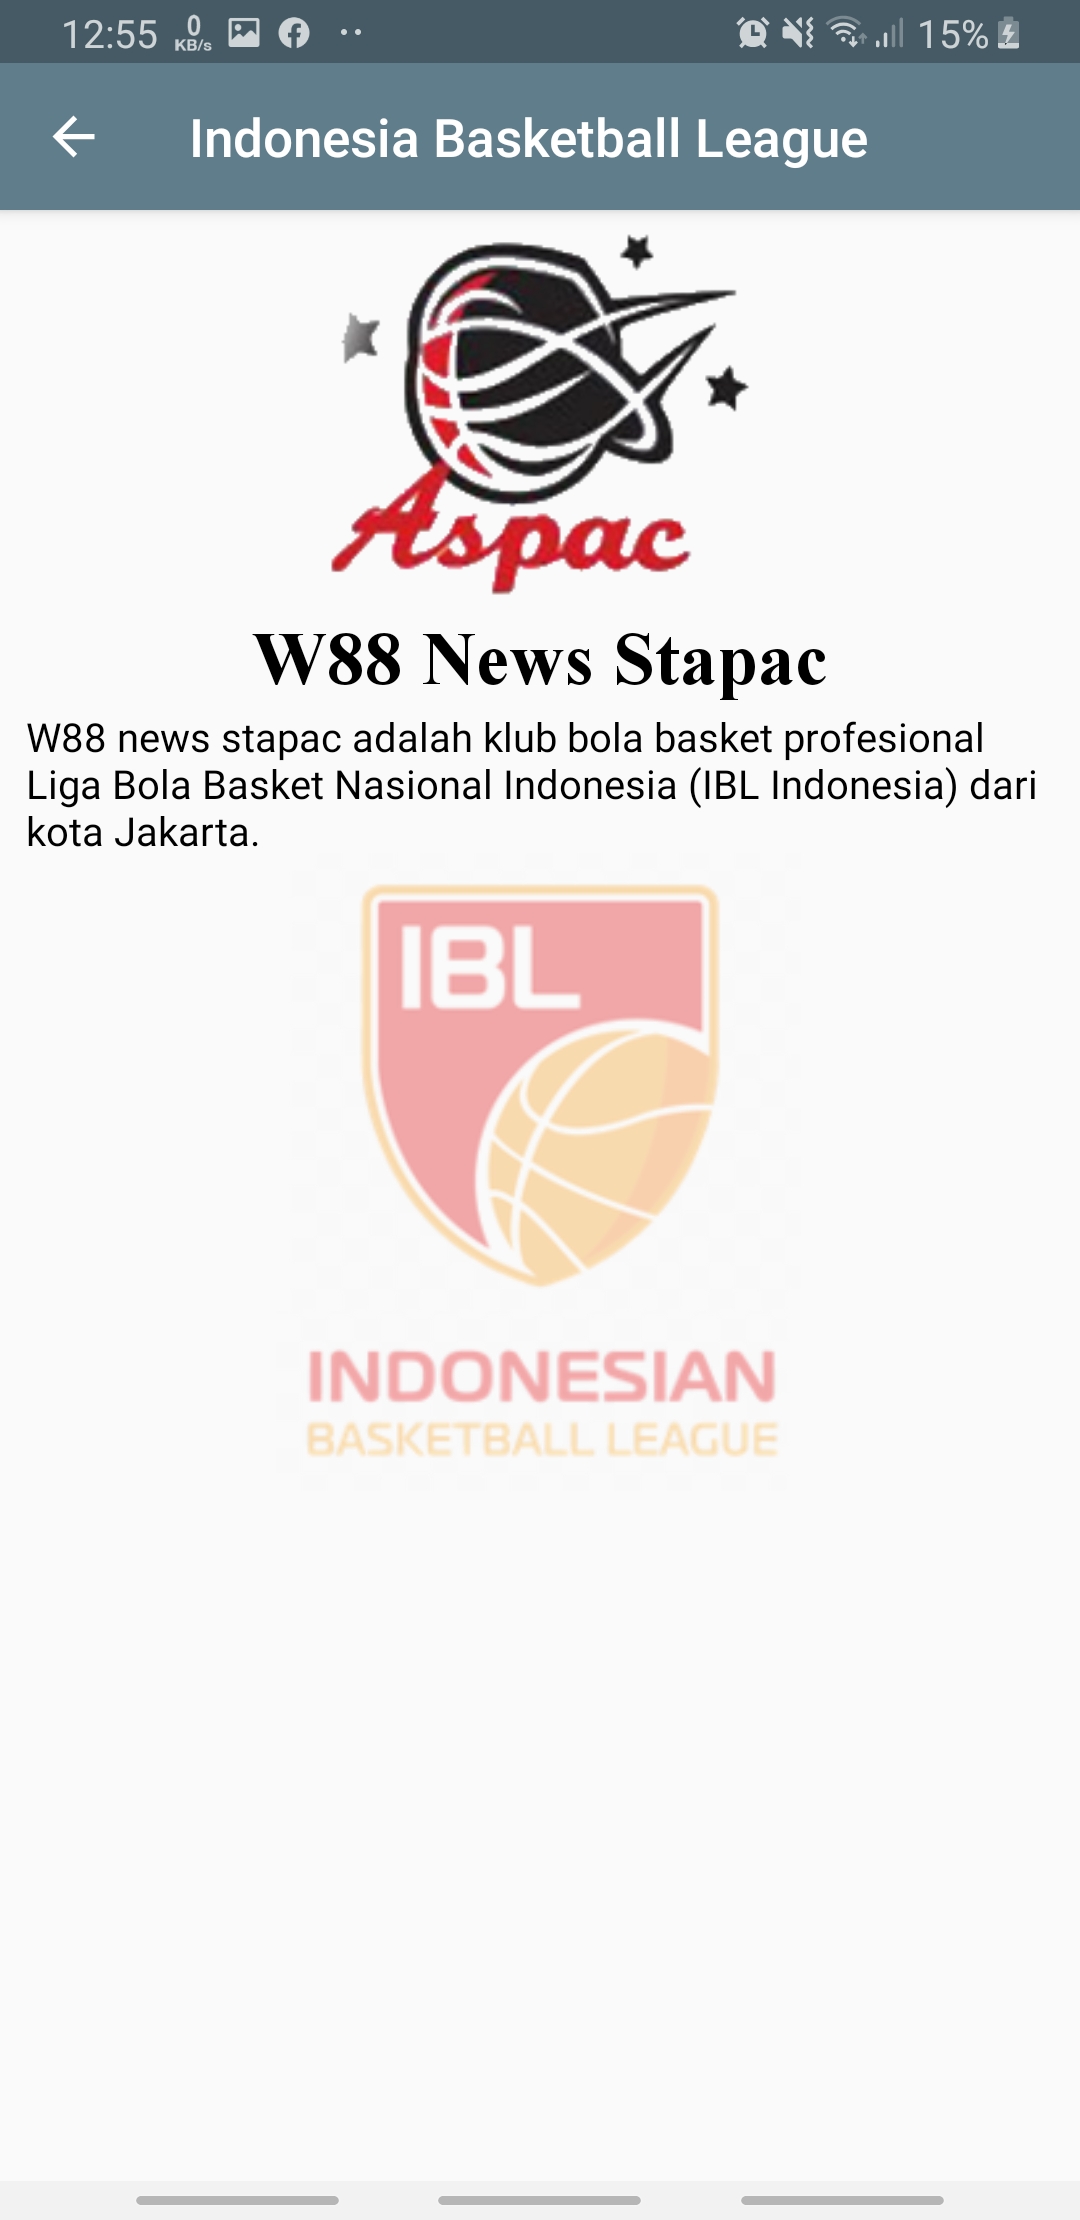 12:55 0 KB/s 15%
Indonesia Basketball League
Aspac
W88 News Stapac
W88 news stapac adalah klub bola basket profesional
Liga Bola Basket Nasional Indonesia (IBL Indonesia) dari
kota Jakarta.
IBL
INDONESIAN
BASKETBALL LEAGUE